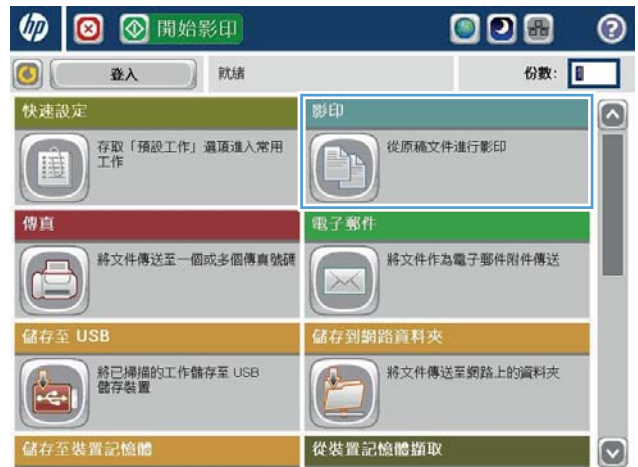 hp 開始影印 ?
登入 就緒 份數: 1
快速設定
存取「預設工作」選項進入常用
工作
影印
從原稿文件進行影印
傳真
將文件傳送至一個或多個傳真號碼
電子郵件
將文件作為電子郵件附件傳送
儲存至 USB
將已掃描的工作儲存至 USB
儲存裝置
儲存到網路資料夾
將文件傳送至網路上的資料夾
儲存至裝置記憶體
從裝置記憶體擷取